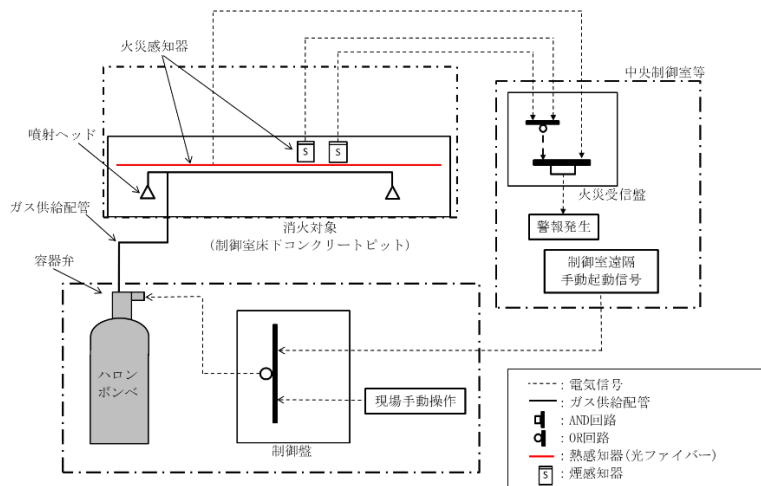 火災感知器
中央制御室等
噴射ヘッド
S
S
火災受信盤
ガス供給配管
消火対象
(制御室床下コンクリートピット)
警報発生
容器弁
制御室遠隔
手動起動信号
ハロン
ボンベ
現場手動操作
制御盤
:電気信号
:ガス供給配管
:AND回路
:OR回路
:熱感知器(光ファイバー)
S
:煙感知器